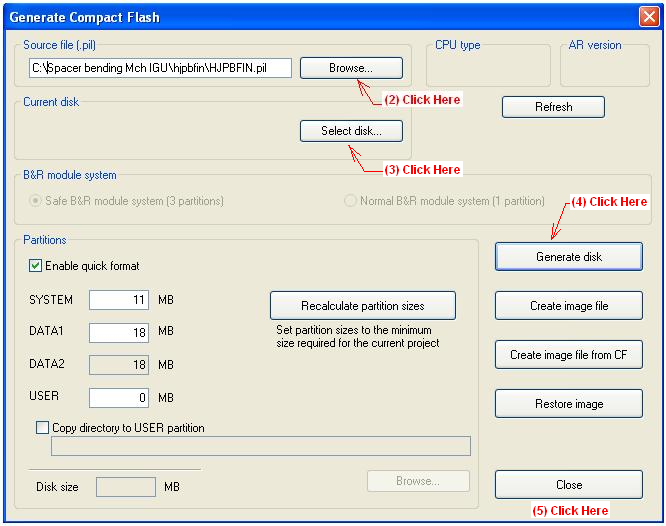 Generate Compact Flash
Source file (.pil)
CPU type
AR version
C:\Spacer bending Mch IGU\hjpbfin\HJPBFIN.pil
Browse...
(2) Click Here
Current disk
Refresh
Select disk...
(3) Click Here
B&R module system
Safe B&R module system (3 partitions)
Normal B&R module system (1 partition)
(4) Click Here
Partitions
Generate disk
Enable quick format
SYSTEM 11 MB
Recalculate partition sizes
Create image file
DATA1 18 MB
Set partition sizes to the minimum
size required for the current project
DATA2 18 MB
Create image file from CF
USER 0 MB
Restore image
Copy directory to USER partition
Disk size MB
Browse...
Close
(5) Click Here